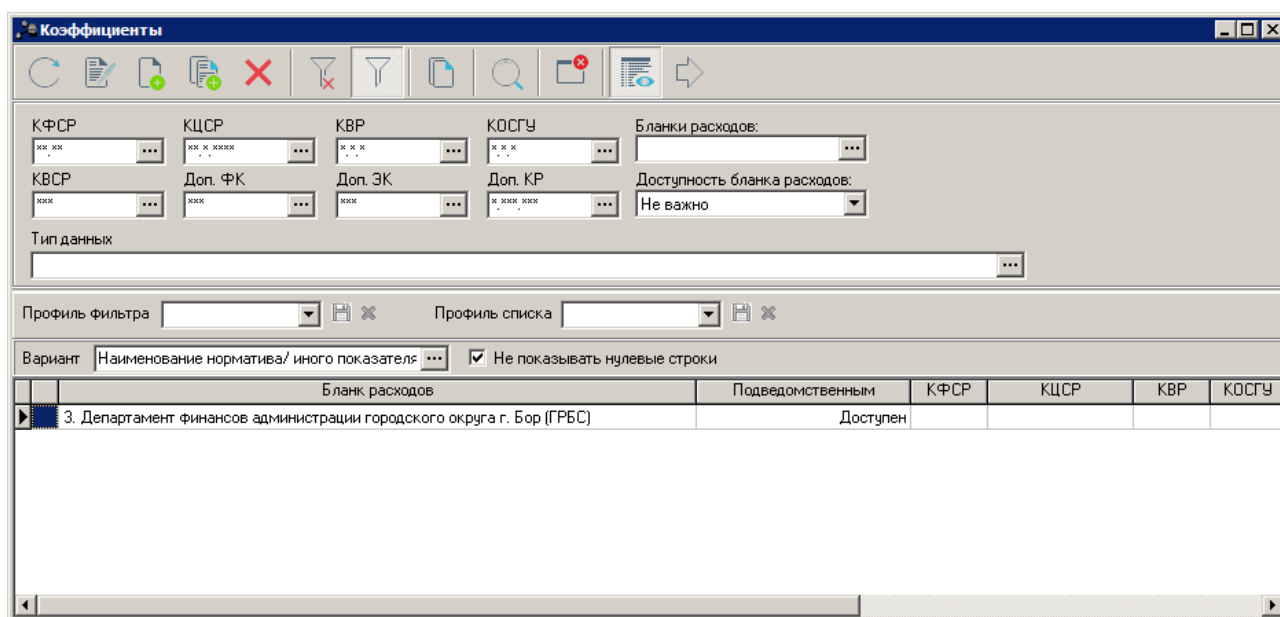 Коэффициенты
КФСР КЦСР КВР КОСГУ Бланки расходов:
**.** **.*.**** *.*.* *.*.*
КВСР Доп. ФК Доп. ЭК Доп. КР Доступность бланка расходов:
*** *** *** *.***.*** Не важно
Тип данных
Профиль фильтра Профиль списка
Вариант Наименование норматива/ иного показателя Не показывать нулевые строки
Бланк расходов Подведомственным КФСР КЦСР КВР КОСГУ
3. Департамент финансов администрации городского округа г. Бор (ГРБС) Доступен